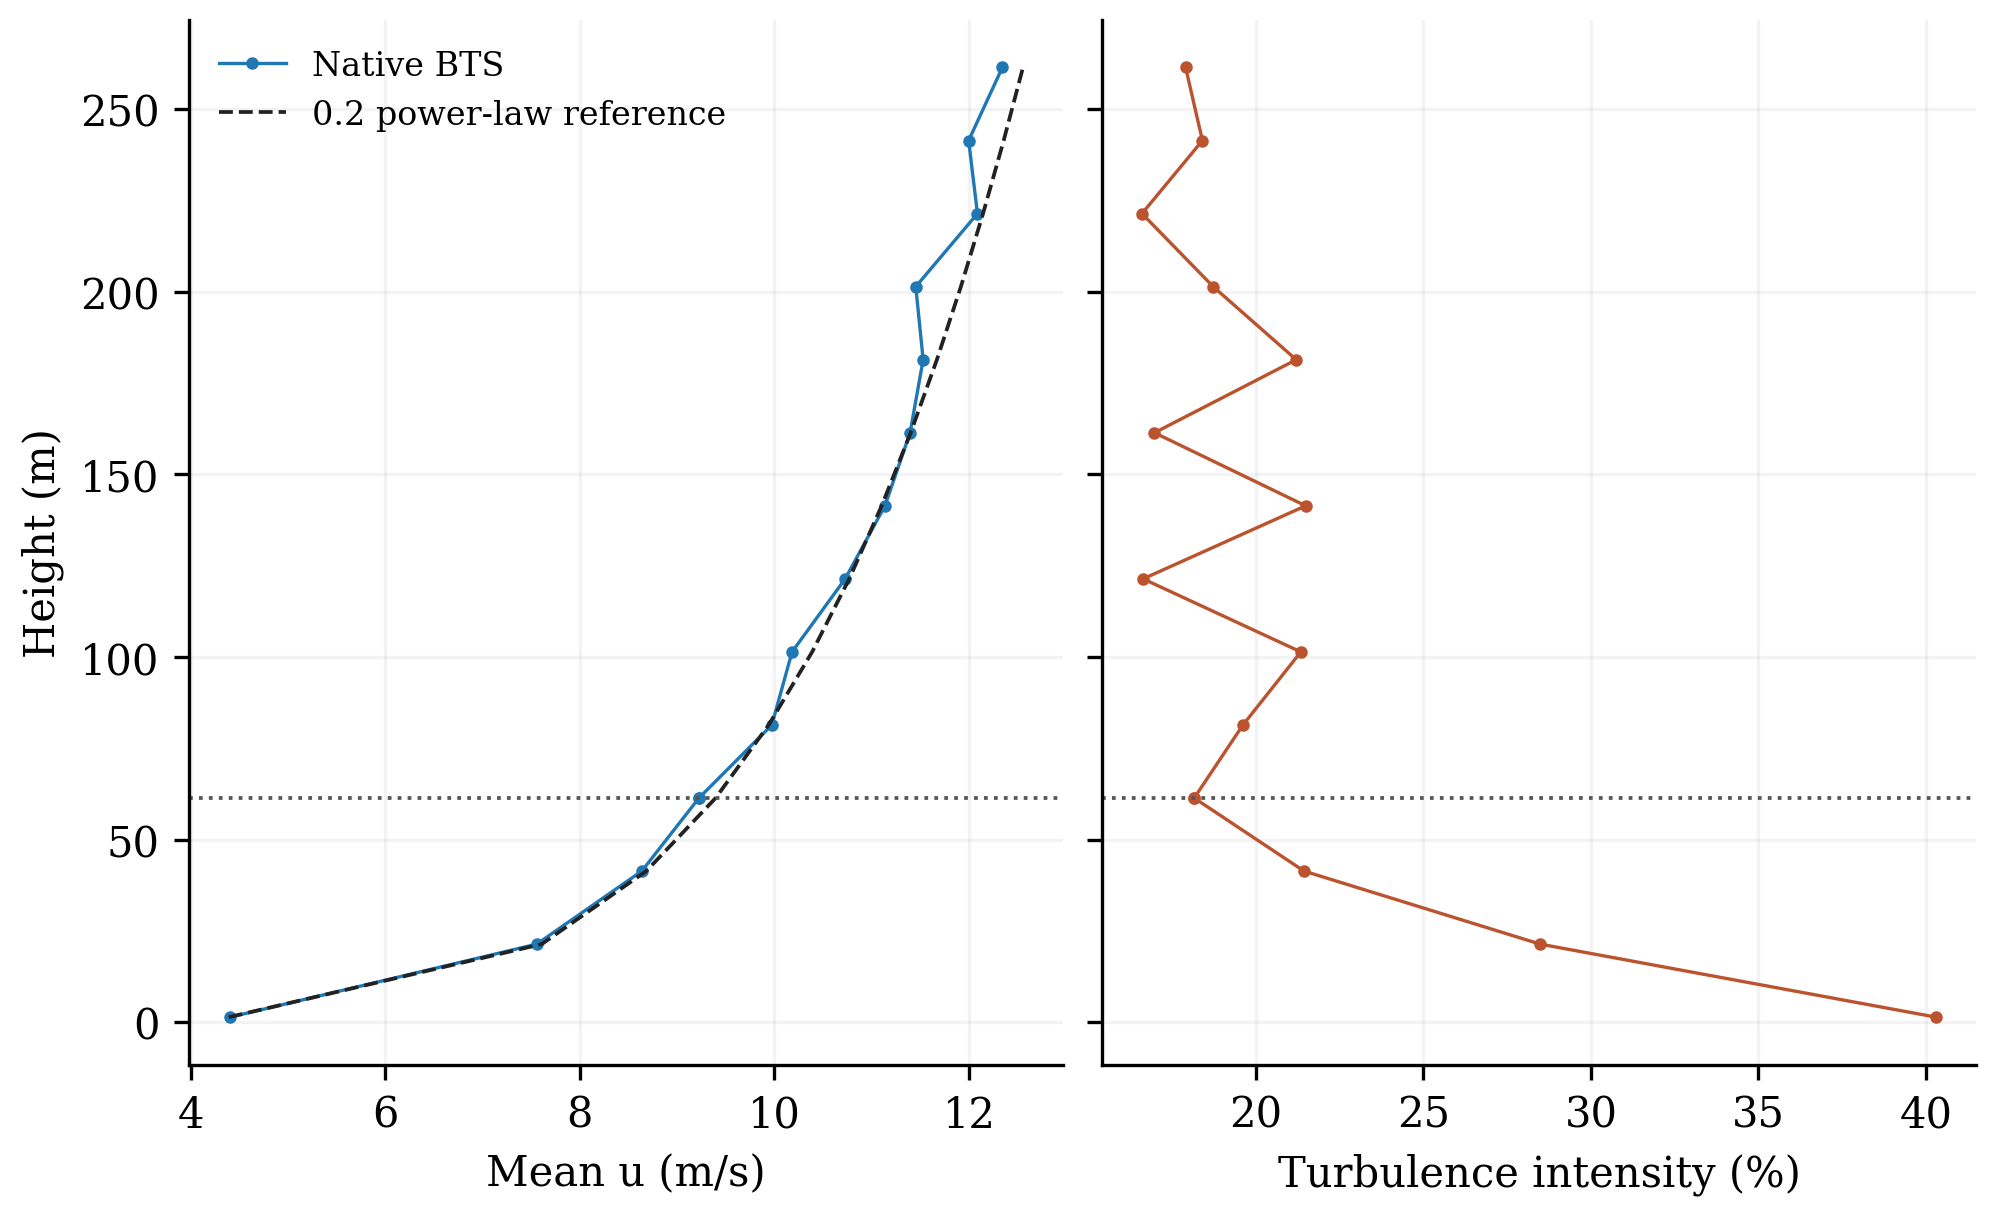 Native BTS
0.2 power-law reference
250
200
150
100
50
0
Height (m)
4 6 8 10 12
Mean u (m/s)
20 25 30 35 40
Turbulence intensity (%)